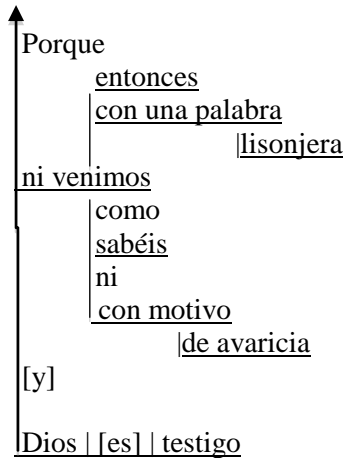 Porque
entonces
con una palabra
|lisonjera
ni venimos
como
sabéis
ni
con motivo
|de avaricia
[y]
Dios | [es] | testigo